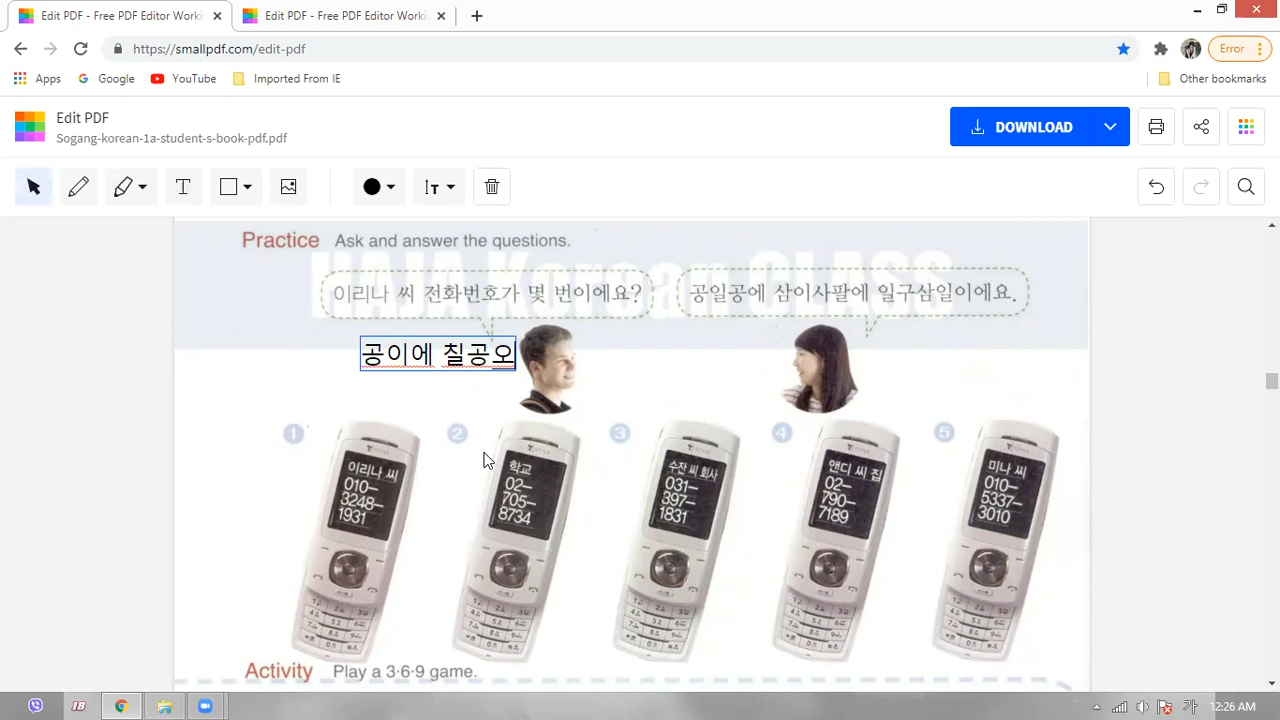 Edit PDF - Free PDF Editor Worki
Edit PDF - Free PDF Editor Worki
https://smallpdf.com/edit-pdf
Error
Apps
Google
YouTube
Imported From IE
Other bookmarks
Edit PDF
Sogang-korean-1a-student-s-book-pdf.pdf
DOWNLOAD
T
Practice Ask and answer the questions.
HAJA Korean CLASS
이리나 씨 전화번호가 몇 번이에요?
공일공에 삼이사팔에 일구삼일이에요.
공이에 칠공오
1
이리나 씨
010-
3248-
1931
2
학교
02-
705-
8734
3
수잔 씨 회사
031-
397-
1831
4
앤디 씨 집
02-
790-
7189
5
미나 씨
010-
5337-
3010
Activity Play a 3·6·9 game.
가
12:26 AM